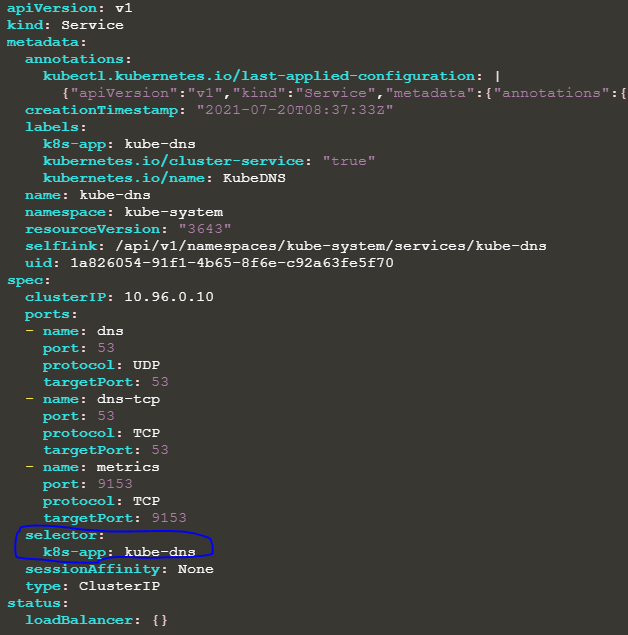 apiVersion: v1
kind: Service
metadata:
  annotations:
    kubectl.kubernetes.io/last-applied-configuration: |
      {"apiVersion":"v1","kind":"Service","metadata":{"annotations":{
  creationTimestamp: "2021-07-20T08:37:33Z"
  labels:
    k8s-app: kube-dns
    kubernetes.io/cluster-service: "true"
    kubernetes.io/name: KubeDNS
  name: kube-dns
  namespace: kube-system
  resourceVersion: "3643"
  selfLink: /api/v1/namespaces/kube-system/services/kube-dns
  uid: 1a826054-91f1-4b65-8f6e-c92a63fe5f70
spec:
  clusterIP: 10.96.0.10
  ports:
  - name: dns
    port: 53
    protocol: UDP
    targetPort: 53
  - name: dns-tcp
    port: 53
    protocol: TCP
    targetPort: 53
  - name: metrics
    port: 9153
    protocol: TCP
    targetPort: 9153
  selector:
    k8s-app: kube-dns
  sessionAffinity: None
  type: ClusterIP
status:
  loadBalancer: {}